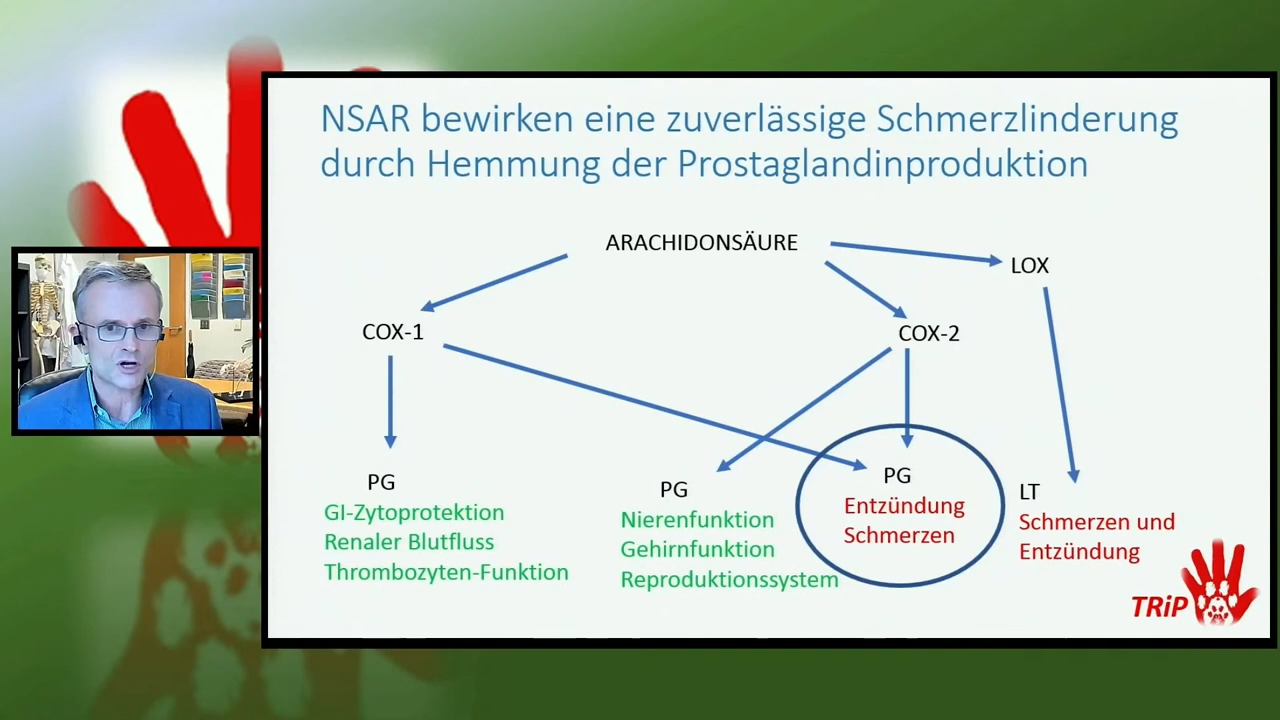 NSAR bewirken eine zuverlässige Schmerzlinderung
durch Hemmung der Prostaglandinproduktion
ARACHIDONSÄURE
LOX
COX-1
COX-2
PG
GI-Zytoprotektion
Renaler Blutfluss
Thrombozyten-Funktion
PG
Nierenfunktion
Gehirnfunktion
Reproduktionssystem
PG
Entzündung
Schmerzen
LT
Schmerzen und
Entzündung
TRiP